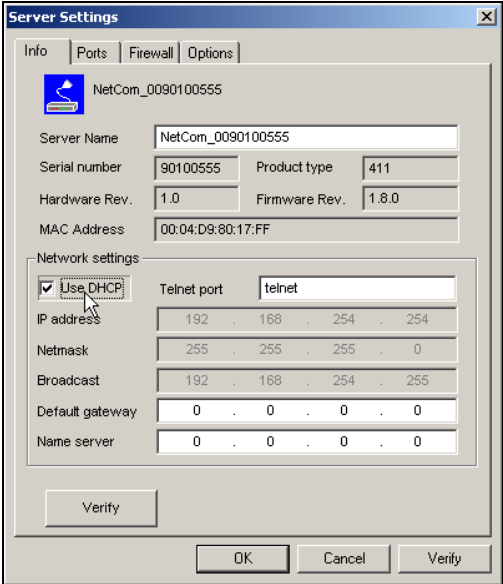 Server Settings
Info Ports Firewall Options
NetCom_0090100555
Server Name NetCom_0090100555
Serial number 90100555 Product type 411
Hardware Rev. 1.0 Firmware Rev. 1.8.0
MAC Address 00:04:D9:80:17:FF
Network settings
Use DHCP Telnet port telnet
IP address 192 . 168 . 254 . 254
Netmask 255 . 255 . 255 . 0
Broadcast 192 . 168 . 254 . 255
Default gateway 0 . 0 . 0 . 0
Name server 0 . 0 . 0 . 0
Verify
OK Cancel Verify